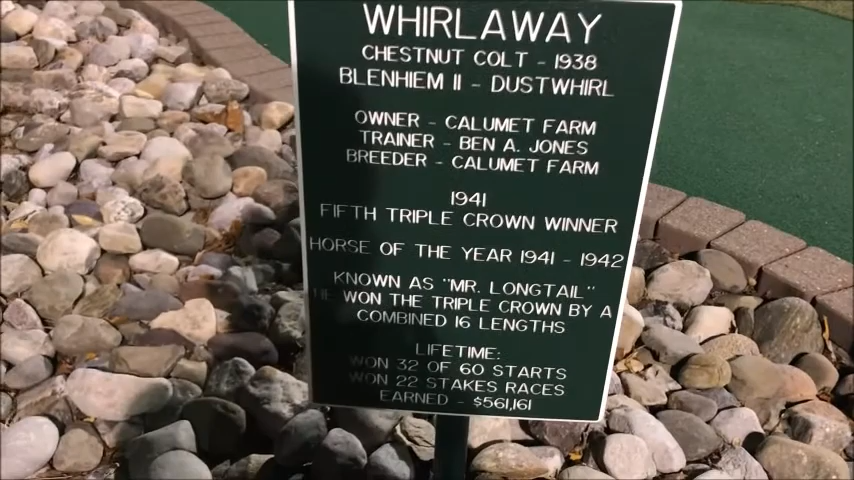 WHIRLAWAY
CHESTNUT COLT - 1938
BLENHEIM II - DUSTWHIRL
OWNER - CALUMET FARM
TRAINER - BEN A. JONES
BREEDER - CALUMET FARM
1941
FIFTH TRIPLE CROWN WINNER
HORSE OF THE YEAR 1941 - 1942
KNOWN AS "MR. LONGTAIL"
HE WON THE TRIPLE CROWN BY A
COMBINED 16 LENGTHS
LIFETIME:
WON 32 OF 60 STARTS
WON 22 STAKES RACES
EARNED - $561,161